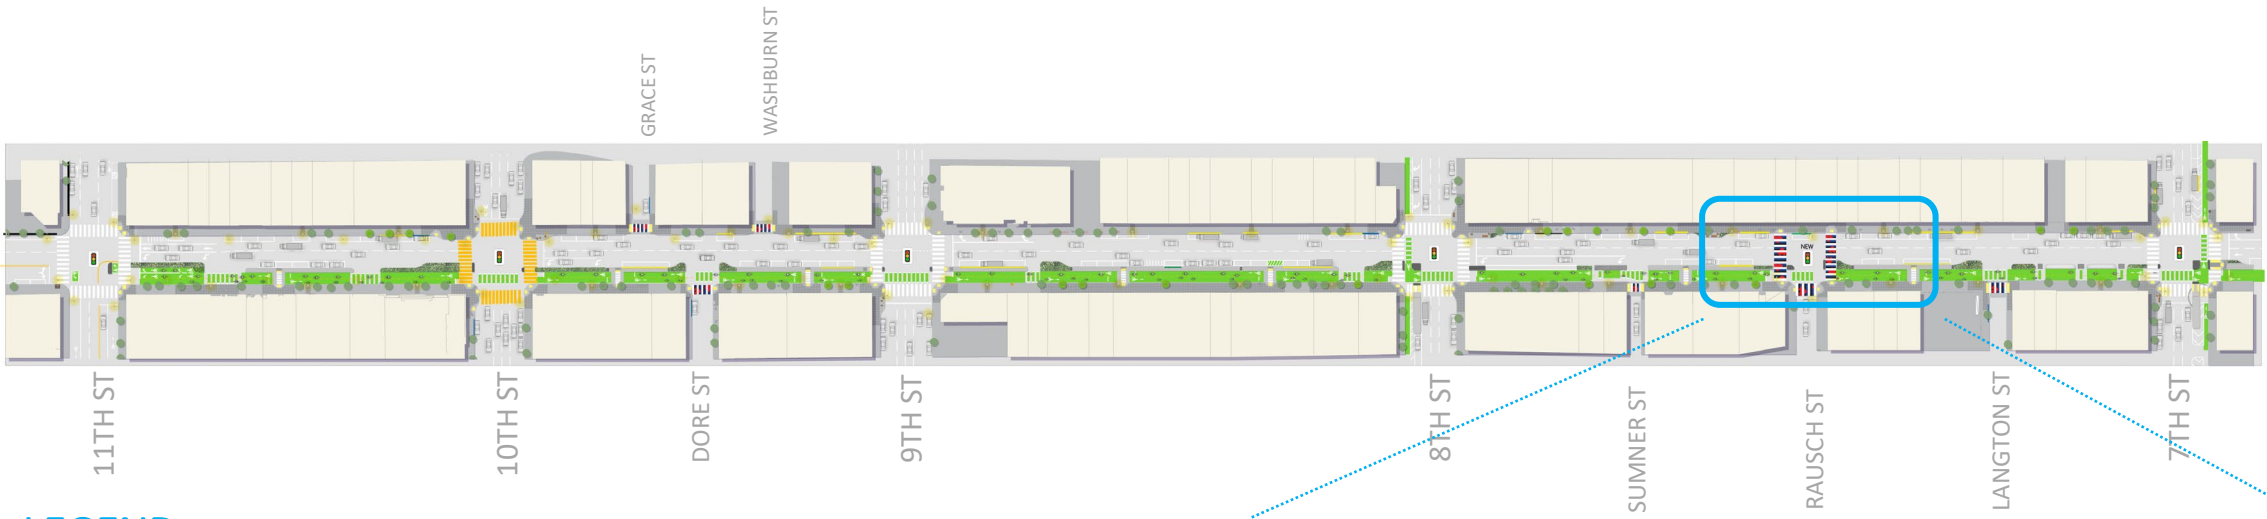 GRACE ST
WASHBURN ST
NEW
11TH ST
10TH ST
DORE ST
9TH ST
8TH ST
SUMNER ST
RAUSCH ST
LANGTON ST
7TH ST
LEGEND